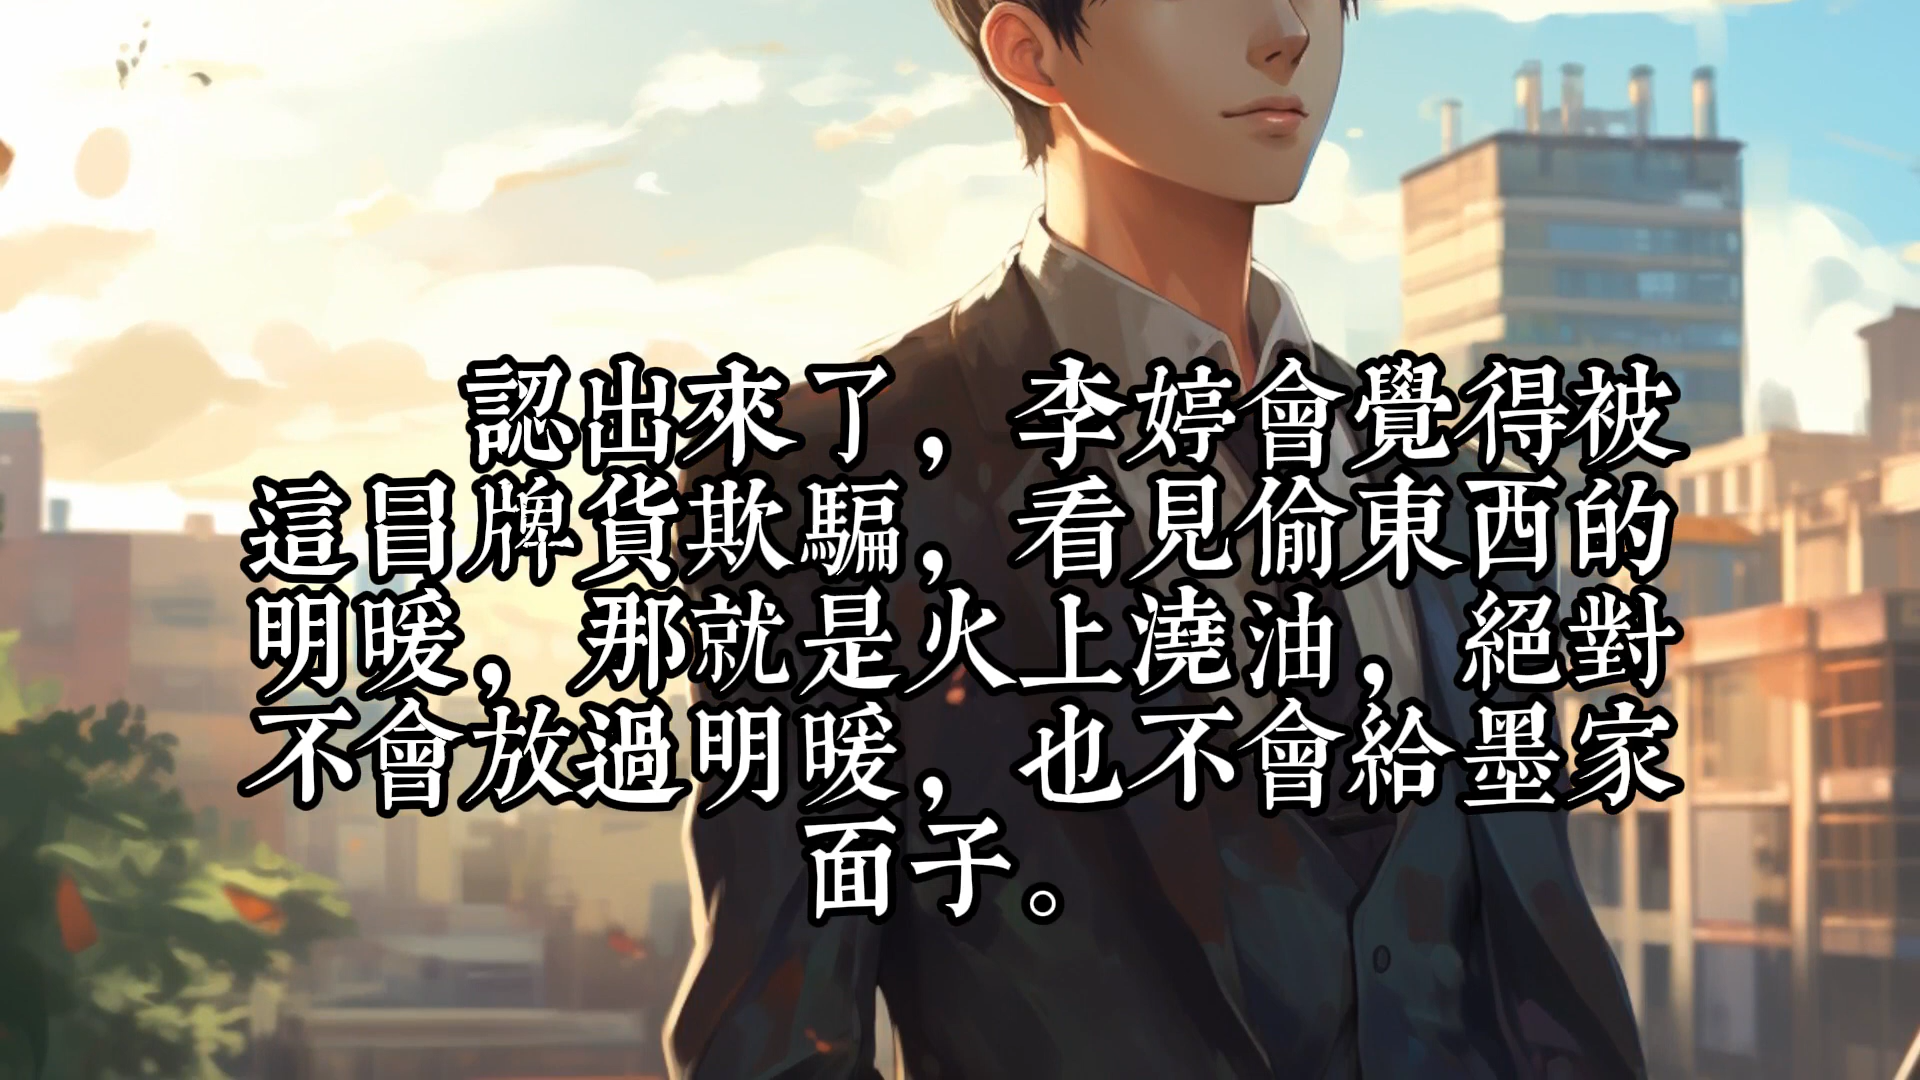 認出來了，李婷會覺得被
這冒牌貨欺騙，看見偷東西的
明暖，那就是火上澆油，絕對
不會放過明暖，也不會給墨家
面子。